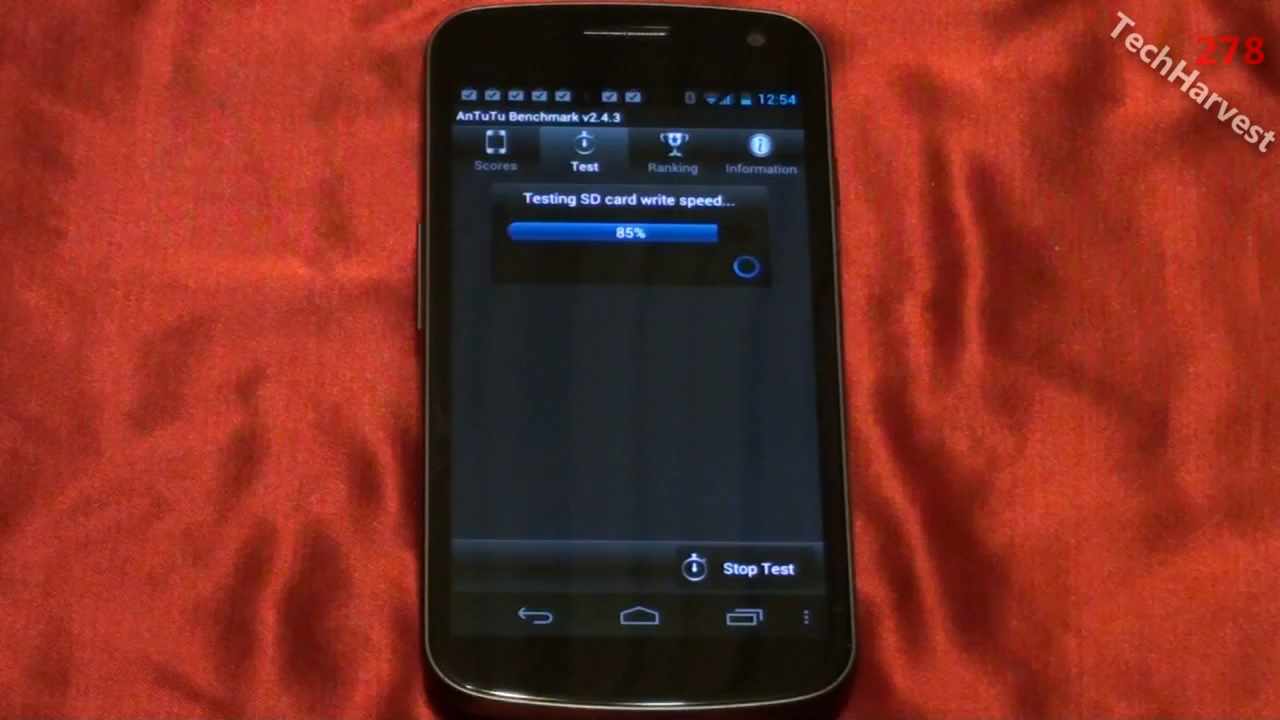 12:54
AnTuTu Benchmark v2.4.3
Scores Test Ranking Information
Testing SD card write speed...
85%
Stop Test
TechHarvest
278